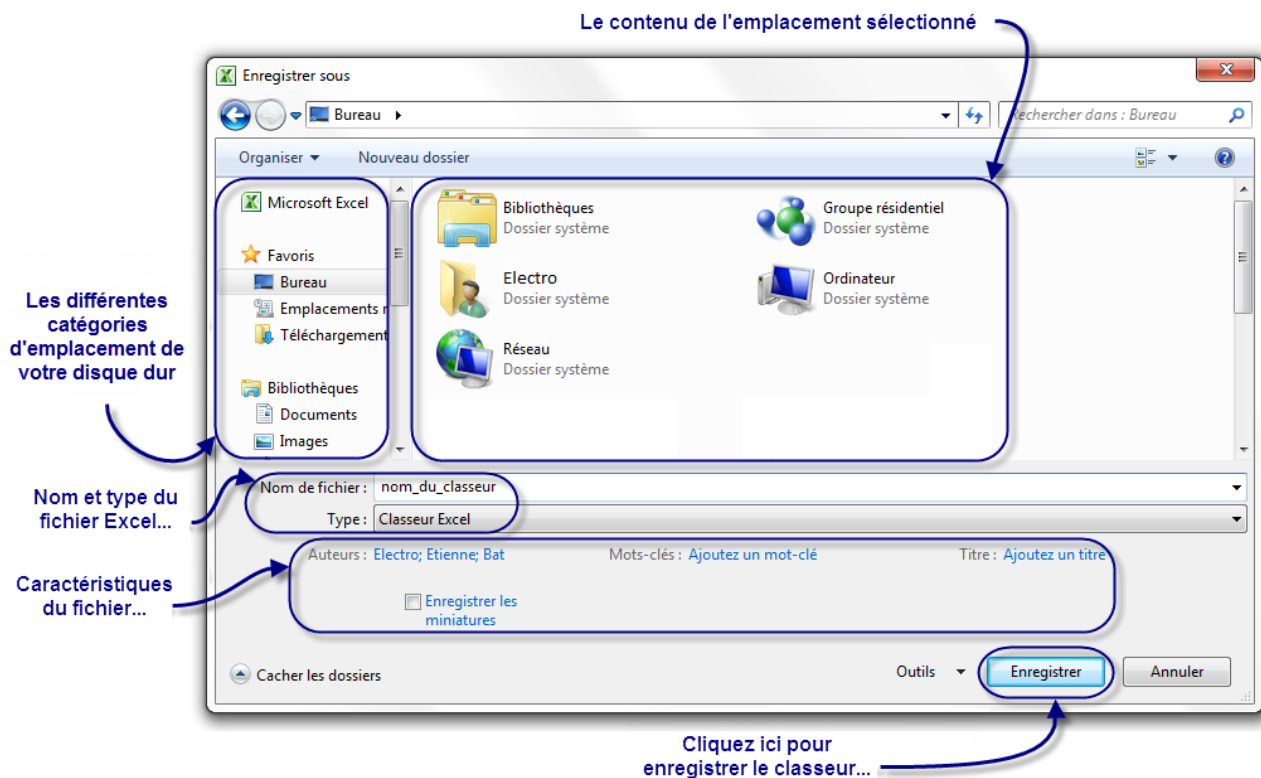 Le contenu de l'emplacement sélectionné
Enregistrer sous
Bureau
Rechercher dans : Bureau
Organiser
Nouveau dossier
Microsoft Excel
Favoris
Bureau
Emplacements r
Téléchargement
Bibliothèques
Documents
Images
Bibliothèques
Dossier système
Groupe résidentiel
Dossier système
Electro
Dossier système
Ordinateur
Dossier système
Réseau
Dossier système
Les différentes
catégories
d'emplacement de
votre disque dur
Nom et type du
fichier Excel...
Nom de fichier : nom_du_classeur
Type : Classeur Excel
Caractéristiques
du fichier...
Auteurs : Electro; Etienne; Bat
Mots-clés : Ajoutez un mot-clé
Titre : Ajoutez un titre
Enregistrer les
miniatures
Cacher les dossiers
Outils
Enregistrer
Annuler
Cliquez ici pour
enregistrer le classeur...